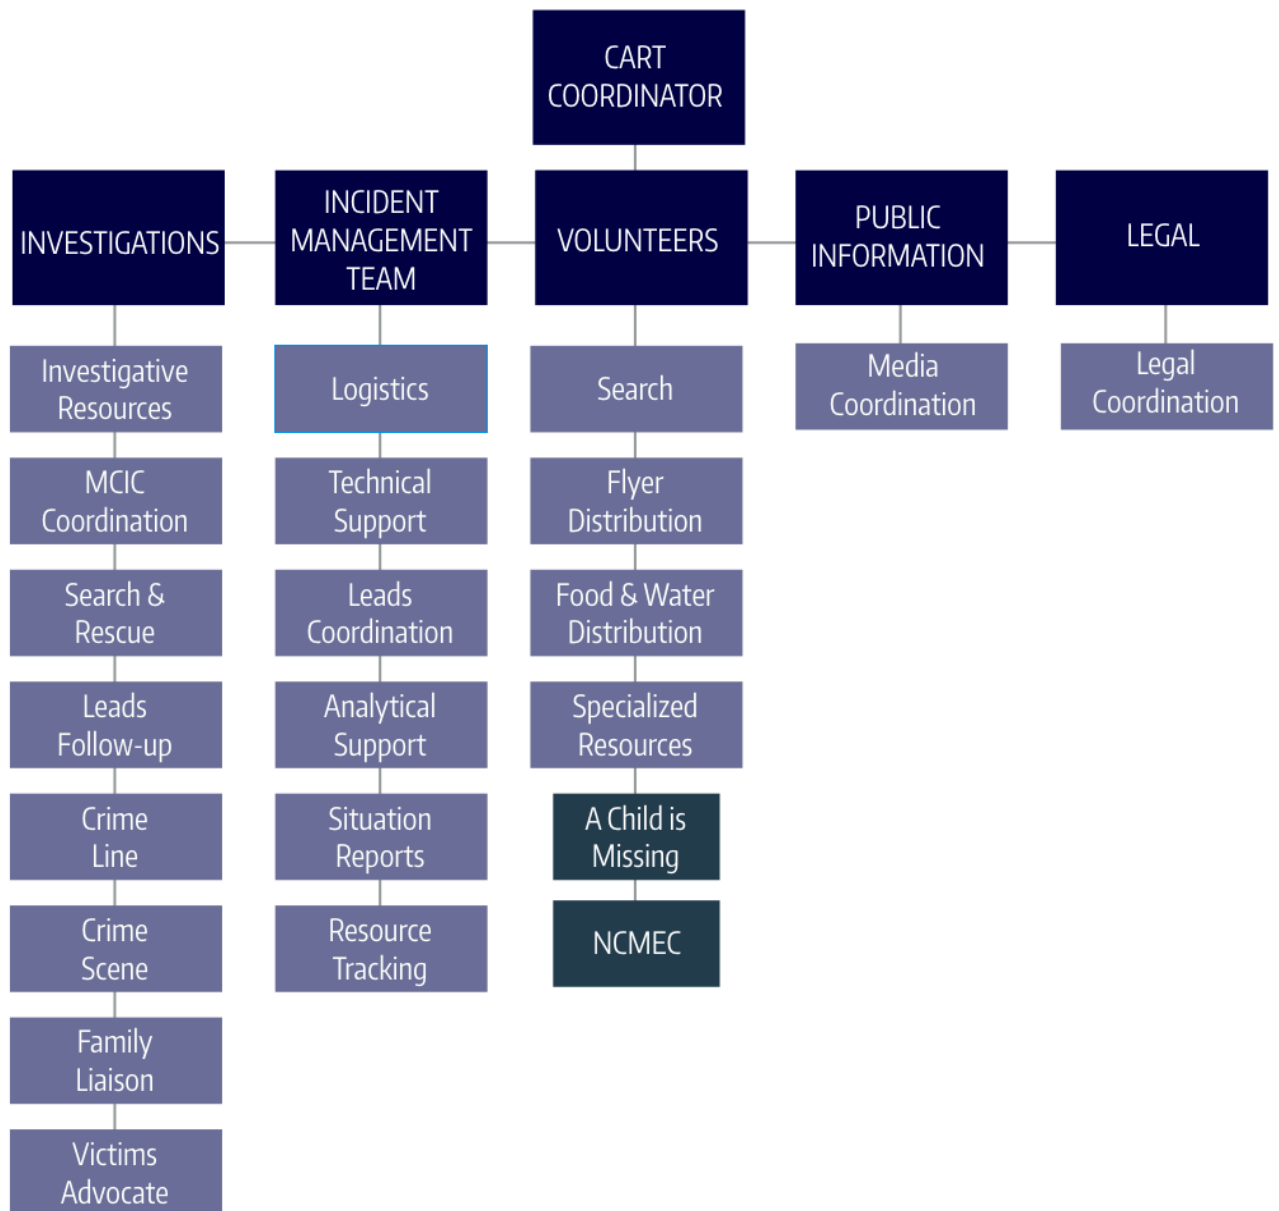 CART
COORDINATOR
INVESTIGATIONS
INCIDENT
MANAGEMENT
TEAM
VOLUNTEERS
PUBLIC
INFORMATION
LEGAL
Investigative
Resources
MCIC
Coordination
Search &
Rescue
Leads
Follow-up
Crime
Line
Crime
Scene
Family
Liaison
Victims
Advocate
Logistics
Technical
Support
Leads
Coordination
Analytical
Support
Situation
Reports
Resource
Tracking
Search
Flyer
Distribution
Food & Water
Distribution
Specialized
Resources
A Child is
Missing
NCMEC
Media
Coordination
Legal
Coordination